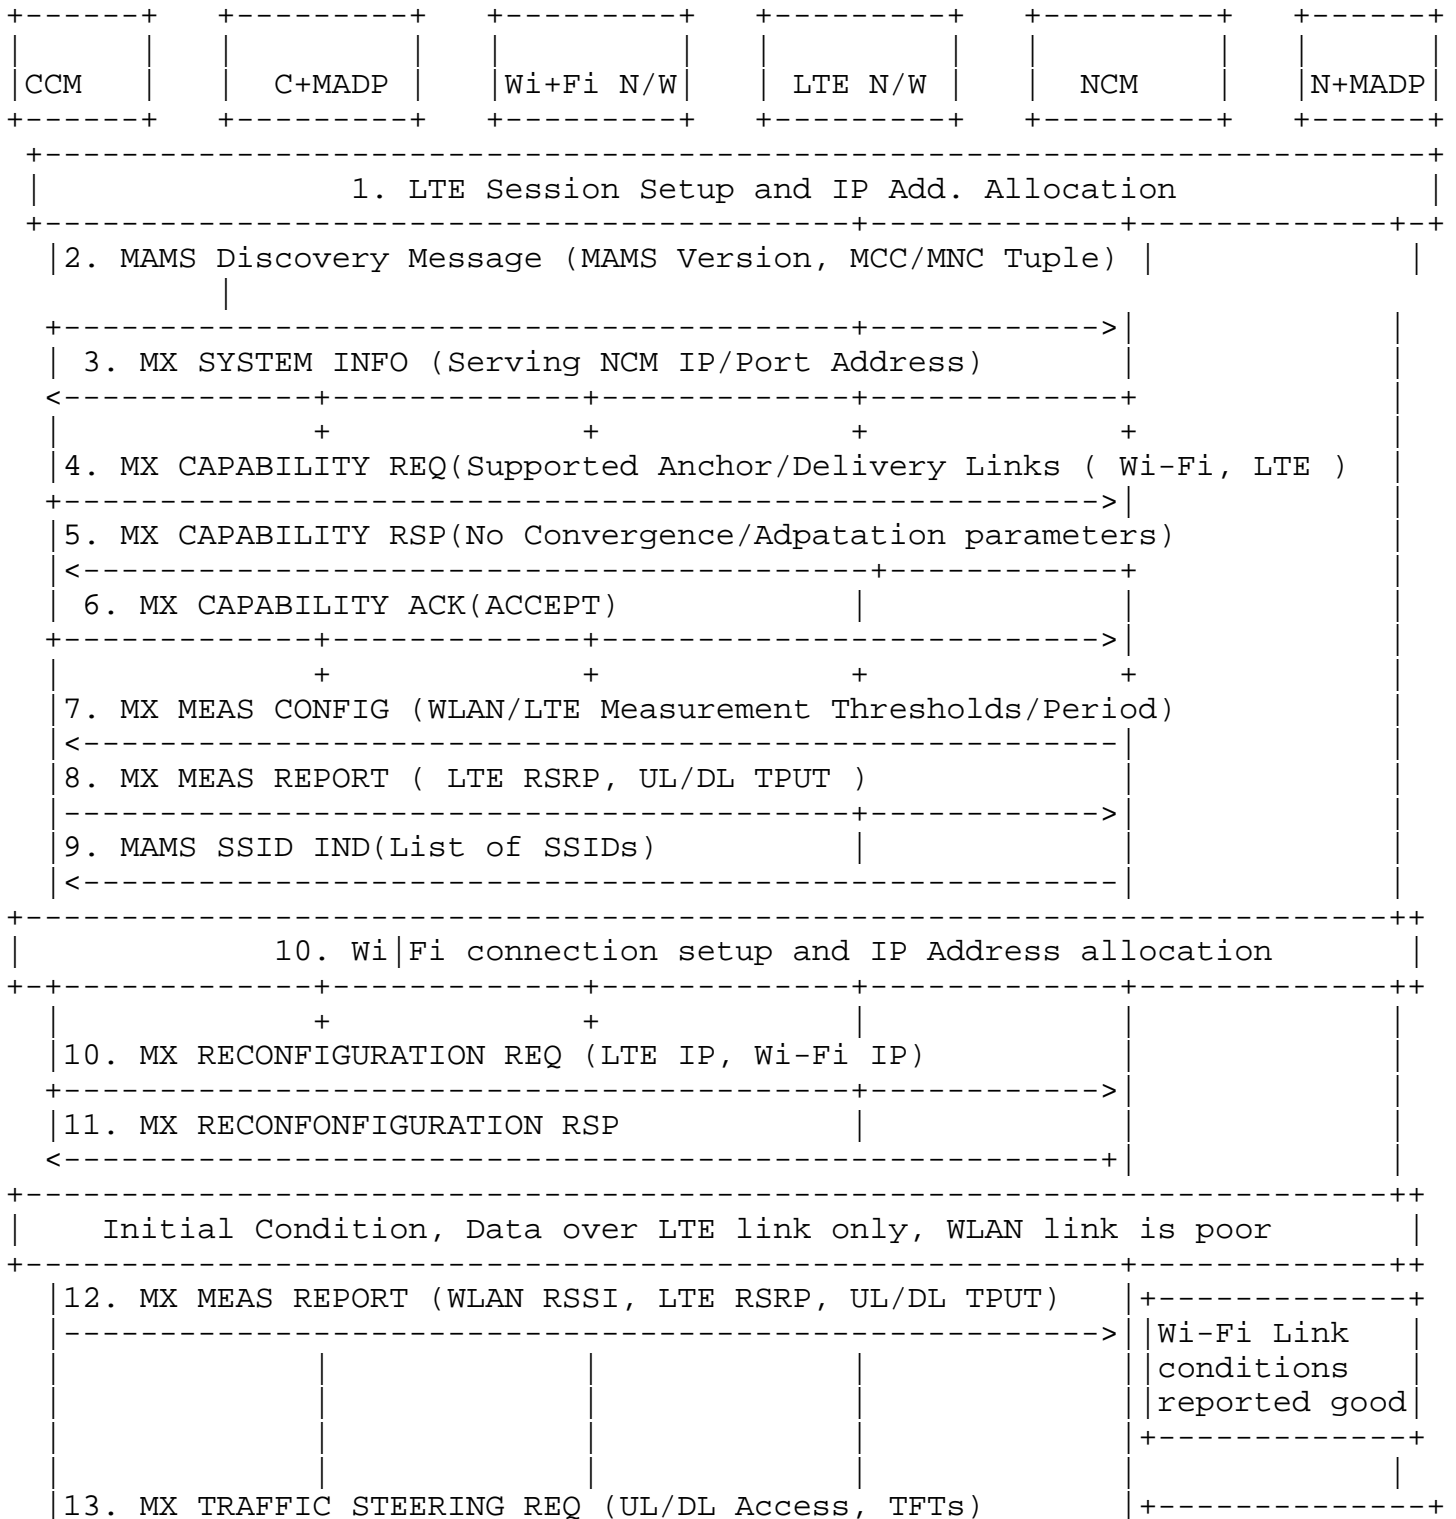 CCM C+MADP Wi+Fi N/W LTE N/W NCM N+MADP
1. LTE Session Setup and IP Add. Allocation
2. MAMS Discovery Message (MAMS Version, MCC/MNC Tuple)
3. MX SYSTEM INFO (Serving NCM IP/Port Address)
4. MX CAPABILITY REQ(Supported Anchor/Delivery Links ( Wi-Fi, LTE )
5. MX CAPABILITY RSP(No Convergence/Adpatation parameters)
6. MX CAPABILITY ACK(ACCEPT)
7. MX MEAS CONFIG (WLAN/LTE Measurement Thresholds/Period)
8. MX MEAS REPORT ( LTE RSRP, UL/DL TPUT )
9. MAMS SSID IND(List of SSIDs)
10. Wi|Fi connection setup and IP Address allocation
10. MX RECONFIGURATION REQ (LTE IP, Wi-Fi IP)
11. MX RECONFONFIGURATION RSP
Initial Condition, Data over LTE link only, WLAN link is poor
12. MX MEAS REPORT (WLAN RSSI, LTE RSRP, UL/DL TPUT)
Wi-Fi Link
conditions
reported good
13. MX TRAFFIC STEERING REQ (UL/DL Access, TFTs)